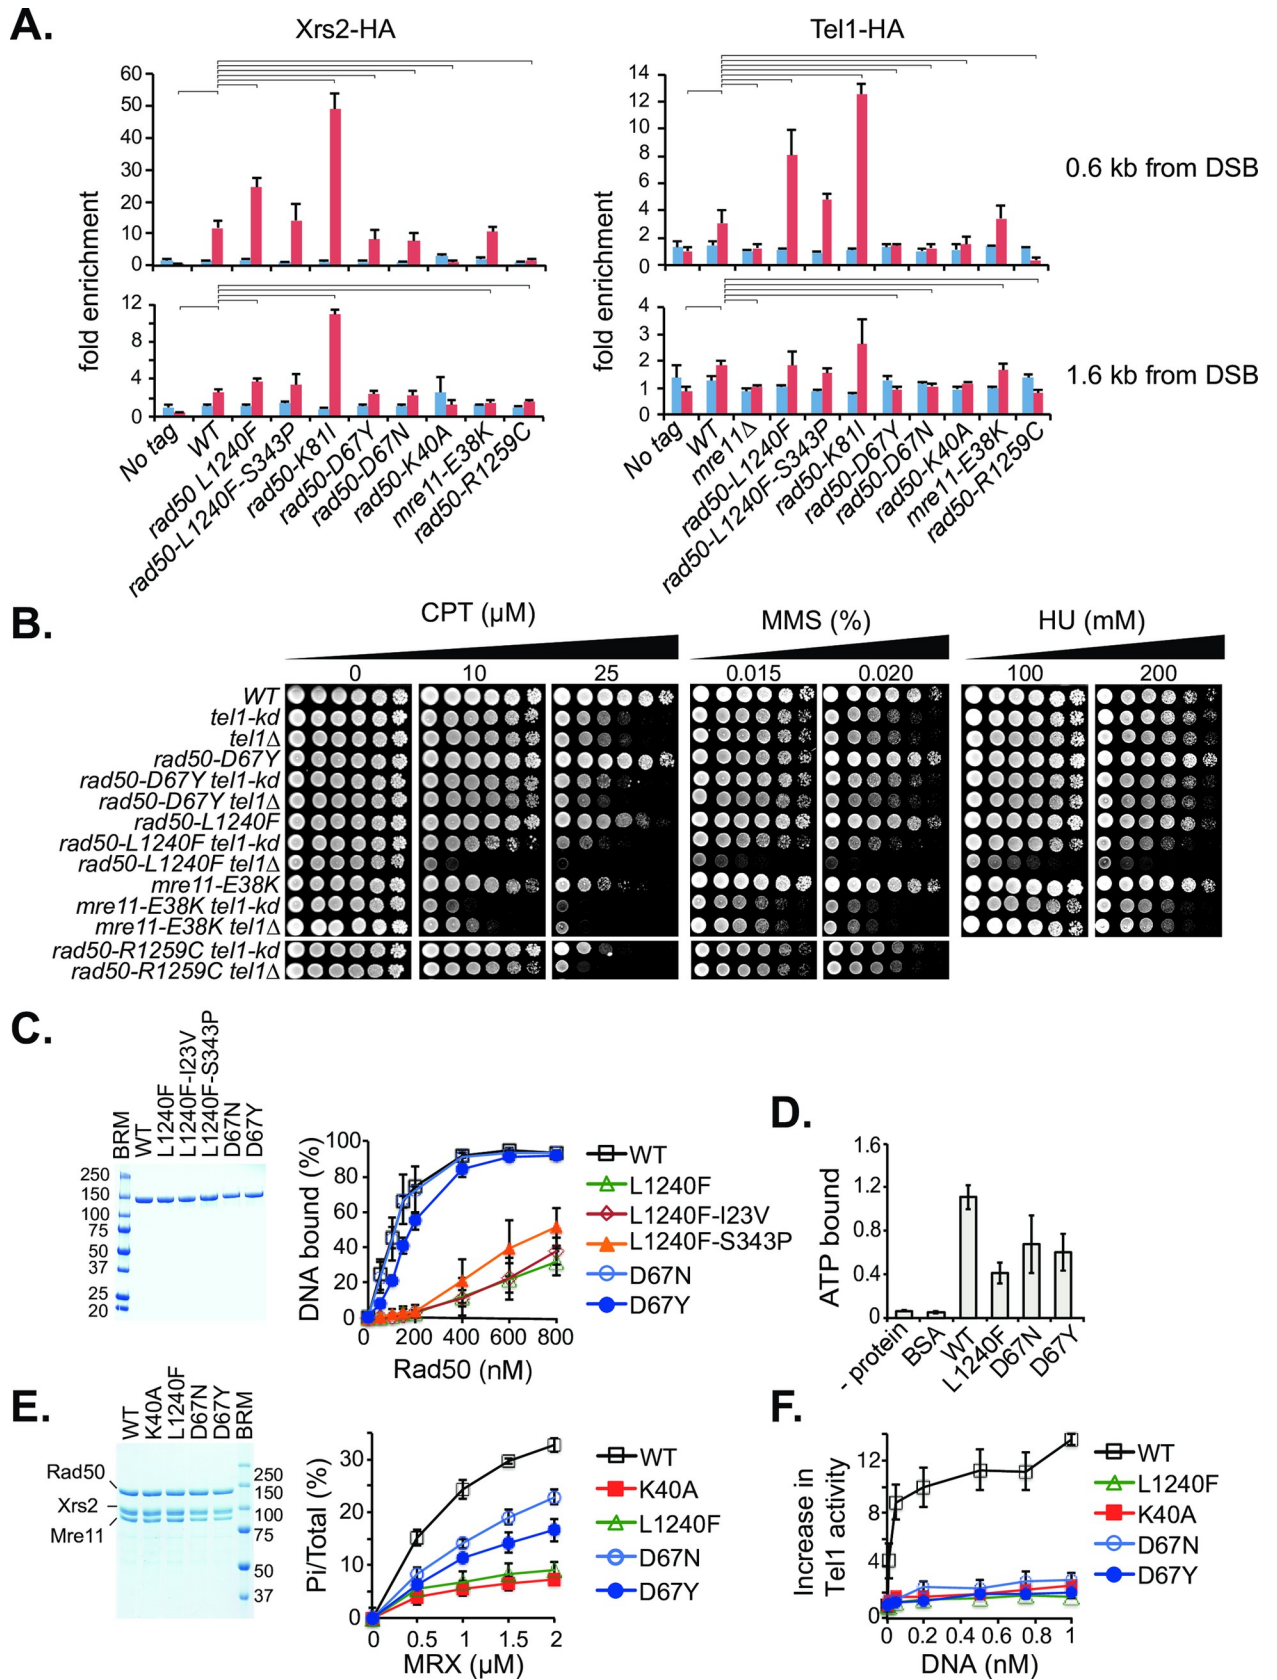 A.
Xrs2-HA
Tel1-HA
fold enrichment
60
50
40
30
20
10
0
12
8
4
0
No tag
WT
rad50 L1240F
rad50-L1240F-S343P
rad50-K81I
rad50-D67Y
rad50-D67N
rad50-K40A
mre11-E38K
rad50-R1259C
fold enrichment
14
12
10
8
6
4
2
0
4
3
2
1
0
No tag
WT
mre11Δ
rad50-L1240F
rad50-L1240F-S343P
rad50-K81I
rad50-D67Y
rad50-D67N
rad50-K40A
mre11-E38K
rad50-R1259C
0.6 kb from DSB
1.6 kb from DSB
B.
CPT (µM)
MMS (%)
HU (mM)
0 10 25 0.015 0.020 100 200
WT
tel1-kd
tel1Δ
rad50-D67Y
rad50-D67Y tel1-kd
rad50-D67Y tel1Δ
rad50-L1240F
rad50-L1240F tel1-kd
rad50-L1240F tel1Δ
mre11-E38K
mre11-E38K tel1-kd
mre11-E38K tel1Δ
rad50-R1259C tel1-kd
rad50-R1259C tel1Δ
C.
BRM
WT
L1240F
L1240F-I23V
L1240F-S343P
D67N
D67Y
250
150
100
75
50
37
25
20
DNA bound (%)
100
80
60
40
20
0
0 200 400 600 800
Rad50 (nM)
WT
L1240F
L1240F-I23V
L1240F-S343P
D67N
D67Y
D.
ATP bound
1.6
1.2
0.8
0.4
0
- protein
BSA
WT
L1240F
D67N
D67Y
E.
WT
K40A
L1240F
D67N
D67Y
BRM
Rad50
Xrs2
Mre11
250
150
100
75
50
37
Pi/Total (%)
30
20
10
0
0 0.5 1 1.5 2
MRX (µM)
WT
K40A
L1240F
D67N
D67Y
F.
Increase in
Tel1 activity
12
8
4
0
0 0.2 0.4 0.6 0.8 1
DNA (nM)
WT
L1240F
K40A
D67N
D67Y